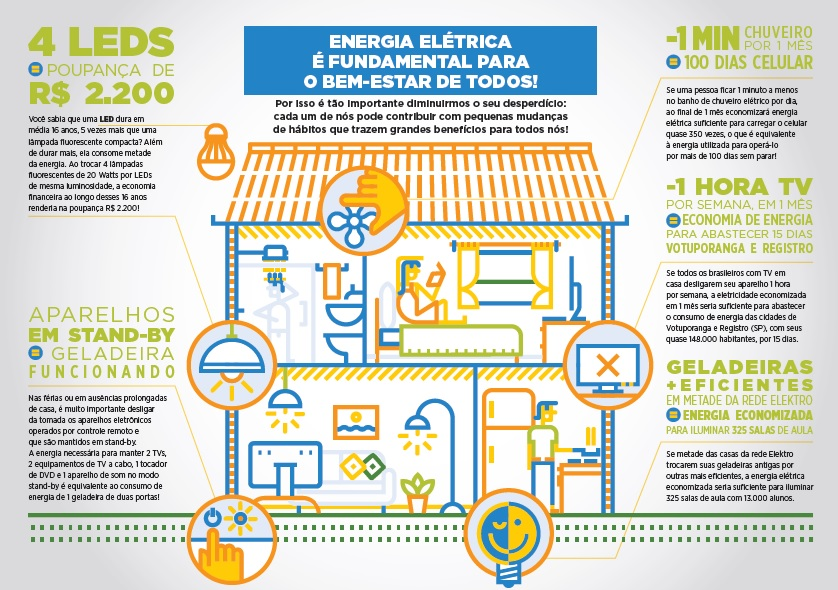 ENERGIA ELÉTRICA
É FUNDAMENTAL PARA
O BEM-ESTAR DE TODOS!
Por isso é tão importante diminuirmos o seu desperdício:
cada um de nós pode contribuir com pequenas mudanças
de hábitos que trazem grandes benefícios para todos nós!
4 LEDS
= POUPANÇA DE
R$ 2.200
Você sabia que uma LED dura em
média 16 anos, 5 vezes mais que uma
lâmpada fluorescente compacta? Além
de durar mais, ela consome metade
da energia. Ao trocar 4 lâmpadas
fluorescentes de 20 Watts por LEDs
de mesma luminosidade, a economia
financeira ao longo desses 16 anos
renderia na poupança R$ 2.200!
APARELHOS
EM STAND-BY
= GELADEIRA
FUNCIONANDO
Nas férias ou em ausências prolongadas
de casa, é muito importante desligar
da tomada os aparelhos eletrônicos
operados por controle remoto e
que são mantidos em stand-by.
A energia necessária para manter 2 TVs,
2 equipamentos de TV a cabo, 1 tocador
de DVD e 1 aparelho de som no modo
stand-by é equivalente ao consumo de
energia de 1 geladeira de duas portas!
-1 MIN CHUVEIRO
POR 1 MÊS
= 100 DIAS CELULAR
Se uma pessoa ficar 1 minuto a menos
no banho de chuveiro elétrico por dia,
ao final de 1 mês economizará energia
elétrica suficiente para carregar o celular
quase 350 vezes, o que é equivalente
à energia utilizada para operá-lo
por mais de 100 dias sem parar!
-1 HORA TV
POR SEMANA, EM 1 MÊS
= ECONOMIA DE ENERGIA
PARA ABASTECER 15 DIAS
VOTUPORANGA E REGISTRO
Se todos os brasileiros com TV em
casa desligarem seu aparelho 1 hora
por semana, a eletricidade economizada
em 1 mês seria suficiente para abastecer
o consumo de energia das cidades de
Votuporanga e Registro (SP), com seus
quase 148.000 habitantes, por 15 dias.
GELADEIRAS
+EFICIENTES
EM METADE DA REDE ELEKTRO
= ENERGIA ECONOMIZADA
PARA ILUMINAR 325 SALAS DE AULA
Se metade das casas da rede Elektro
trocarem suas geladeiras antigas por
outras mais eficientes, a energia elétrica
economizada seria suficiente para iluminar
325 salas de aula com 13.000 alunos.